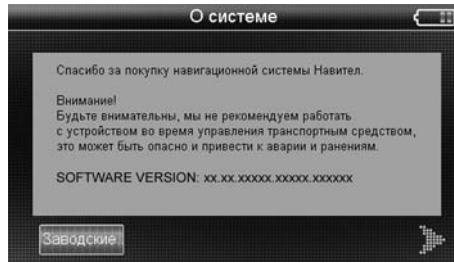 О системе
Спасибо за покупку навигационной системы Навител.
Внимание!
Будьте внимательны, мы не рекомендуем работать
с устройством во время управления транспортным средством,
это может быть опасно и привести к аварии и ранениям.
SOFTWARE VERSION: xx.xx.xxxxx.xxxxx.xxxxxx
Заводские